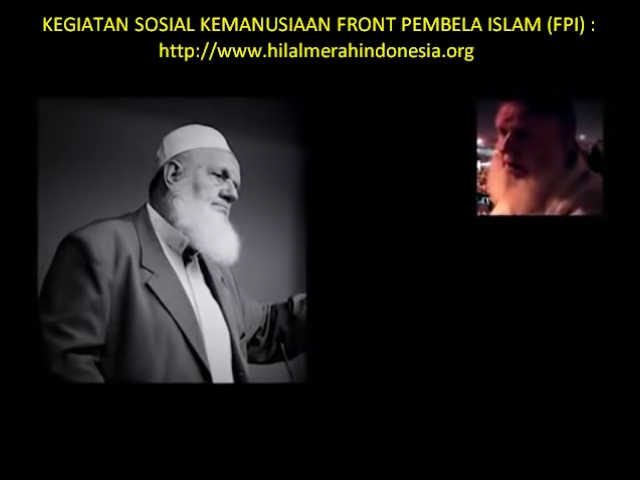 KEGIATAN SOSIAL KEMANUSIAAN FRONT PEMBELA ISLAM (FPI) :
http://www.hilalmerahindonesia.org